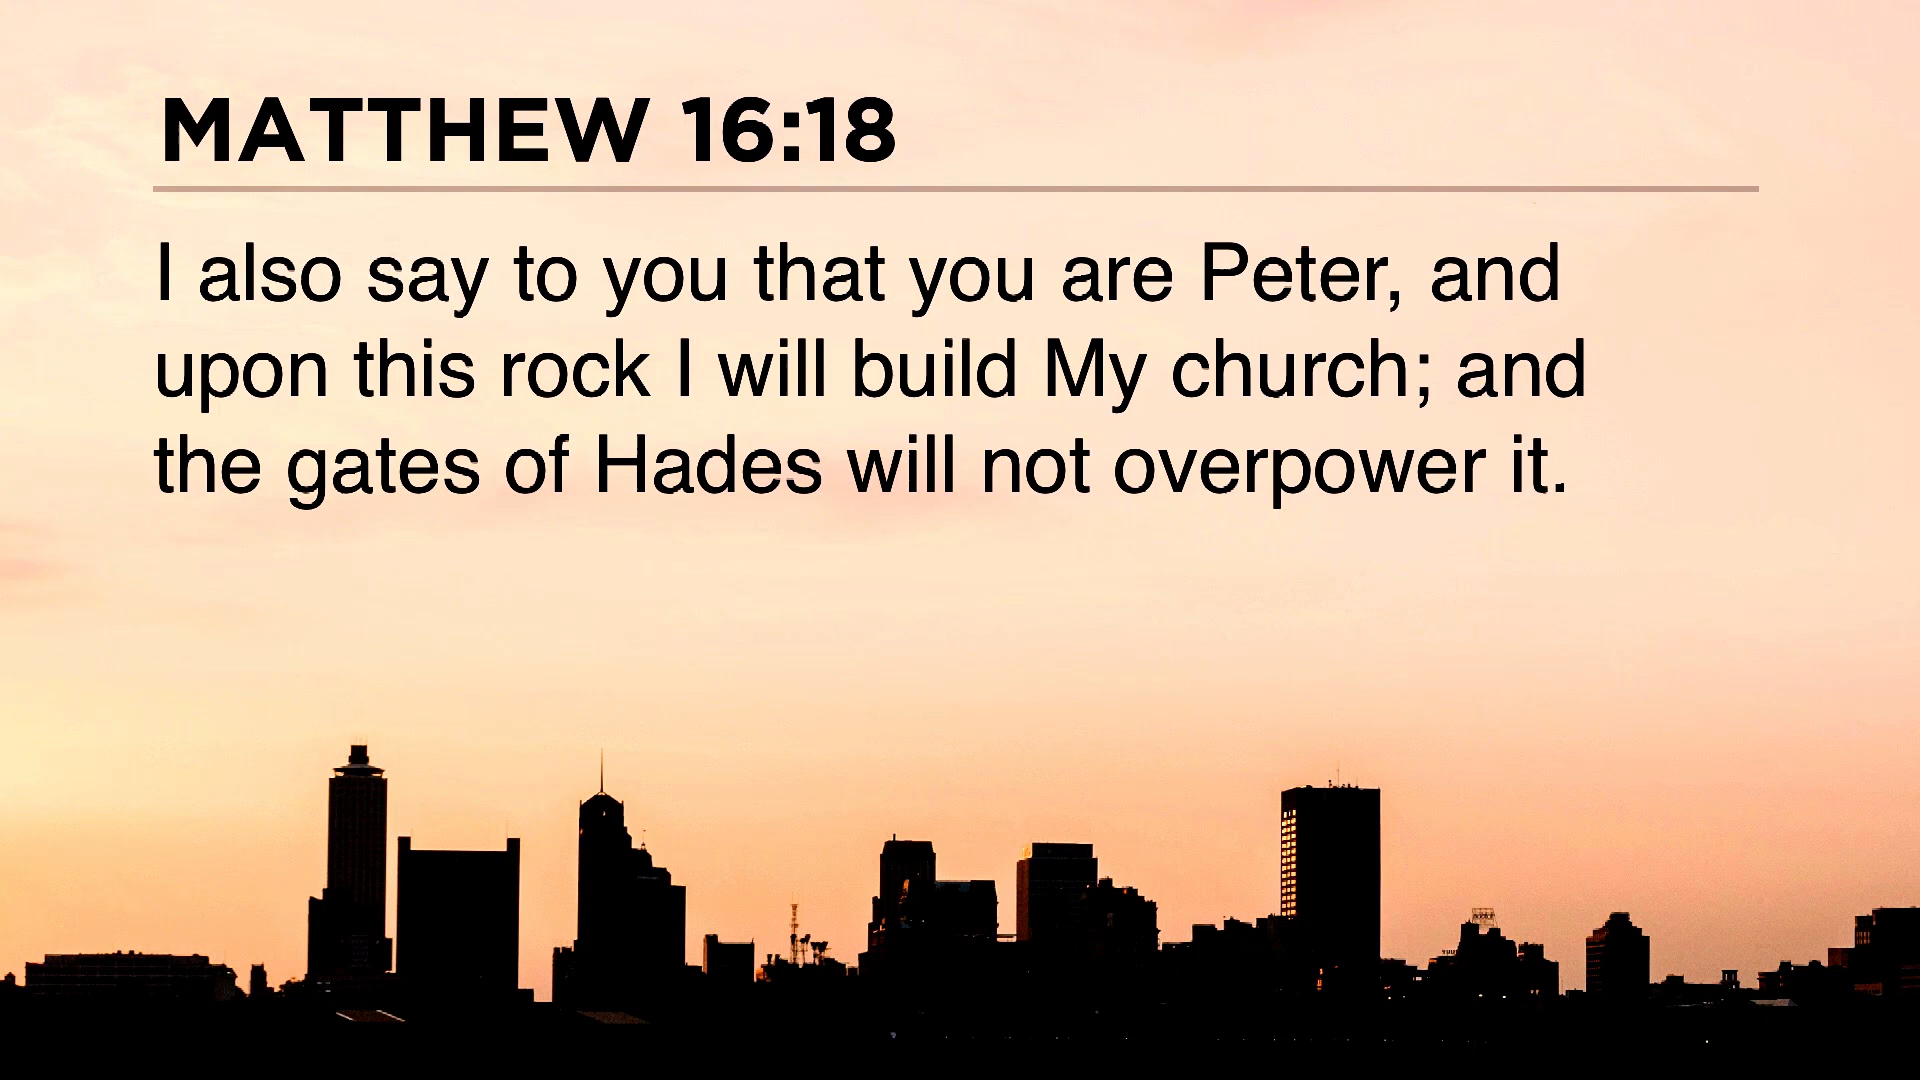 MATTHEW 16:18
I also say to you that you are Peter, and
upon this rock I will build My church; and
the gates of Hades will not overpower it.